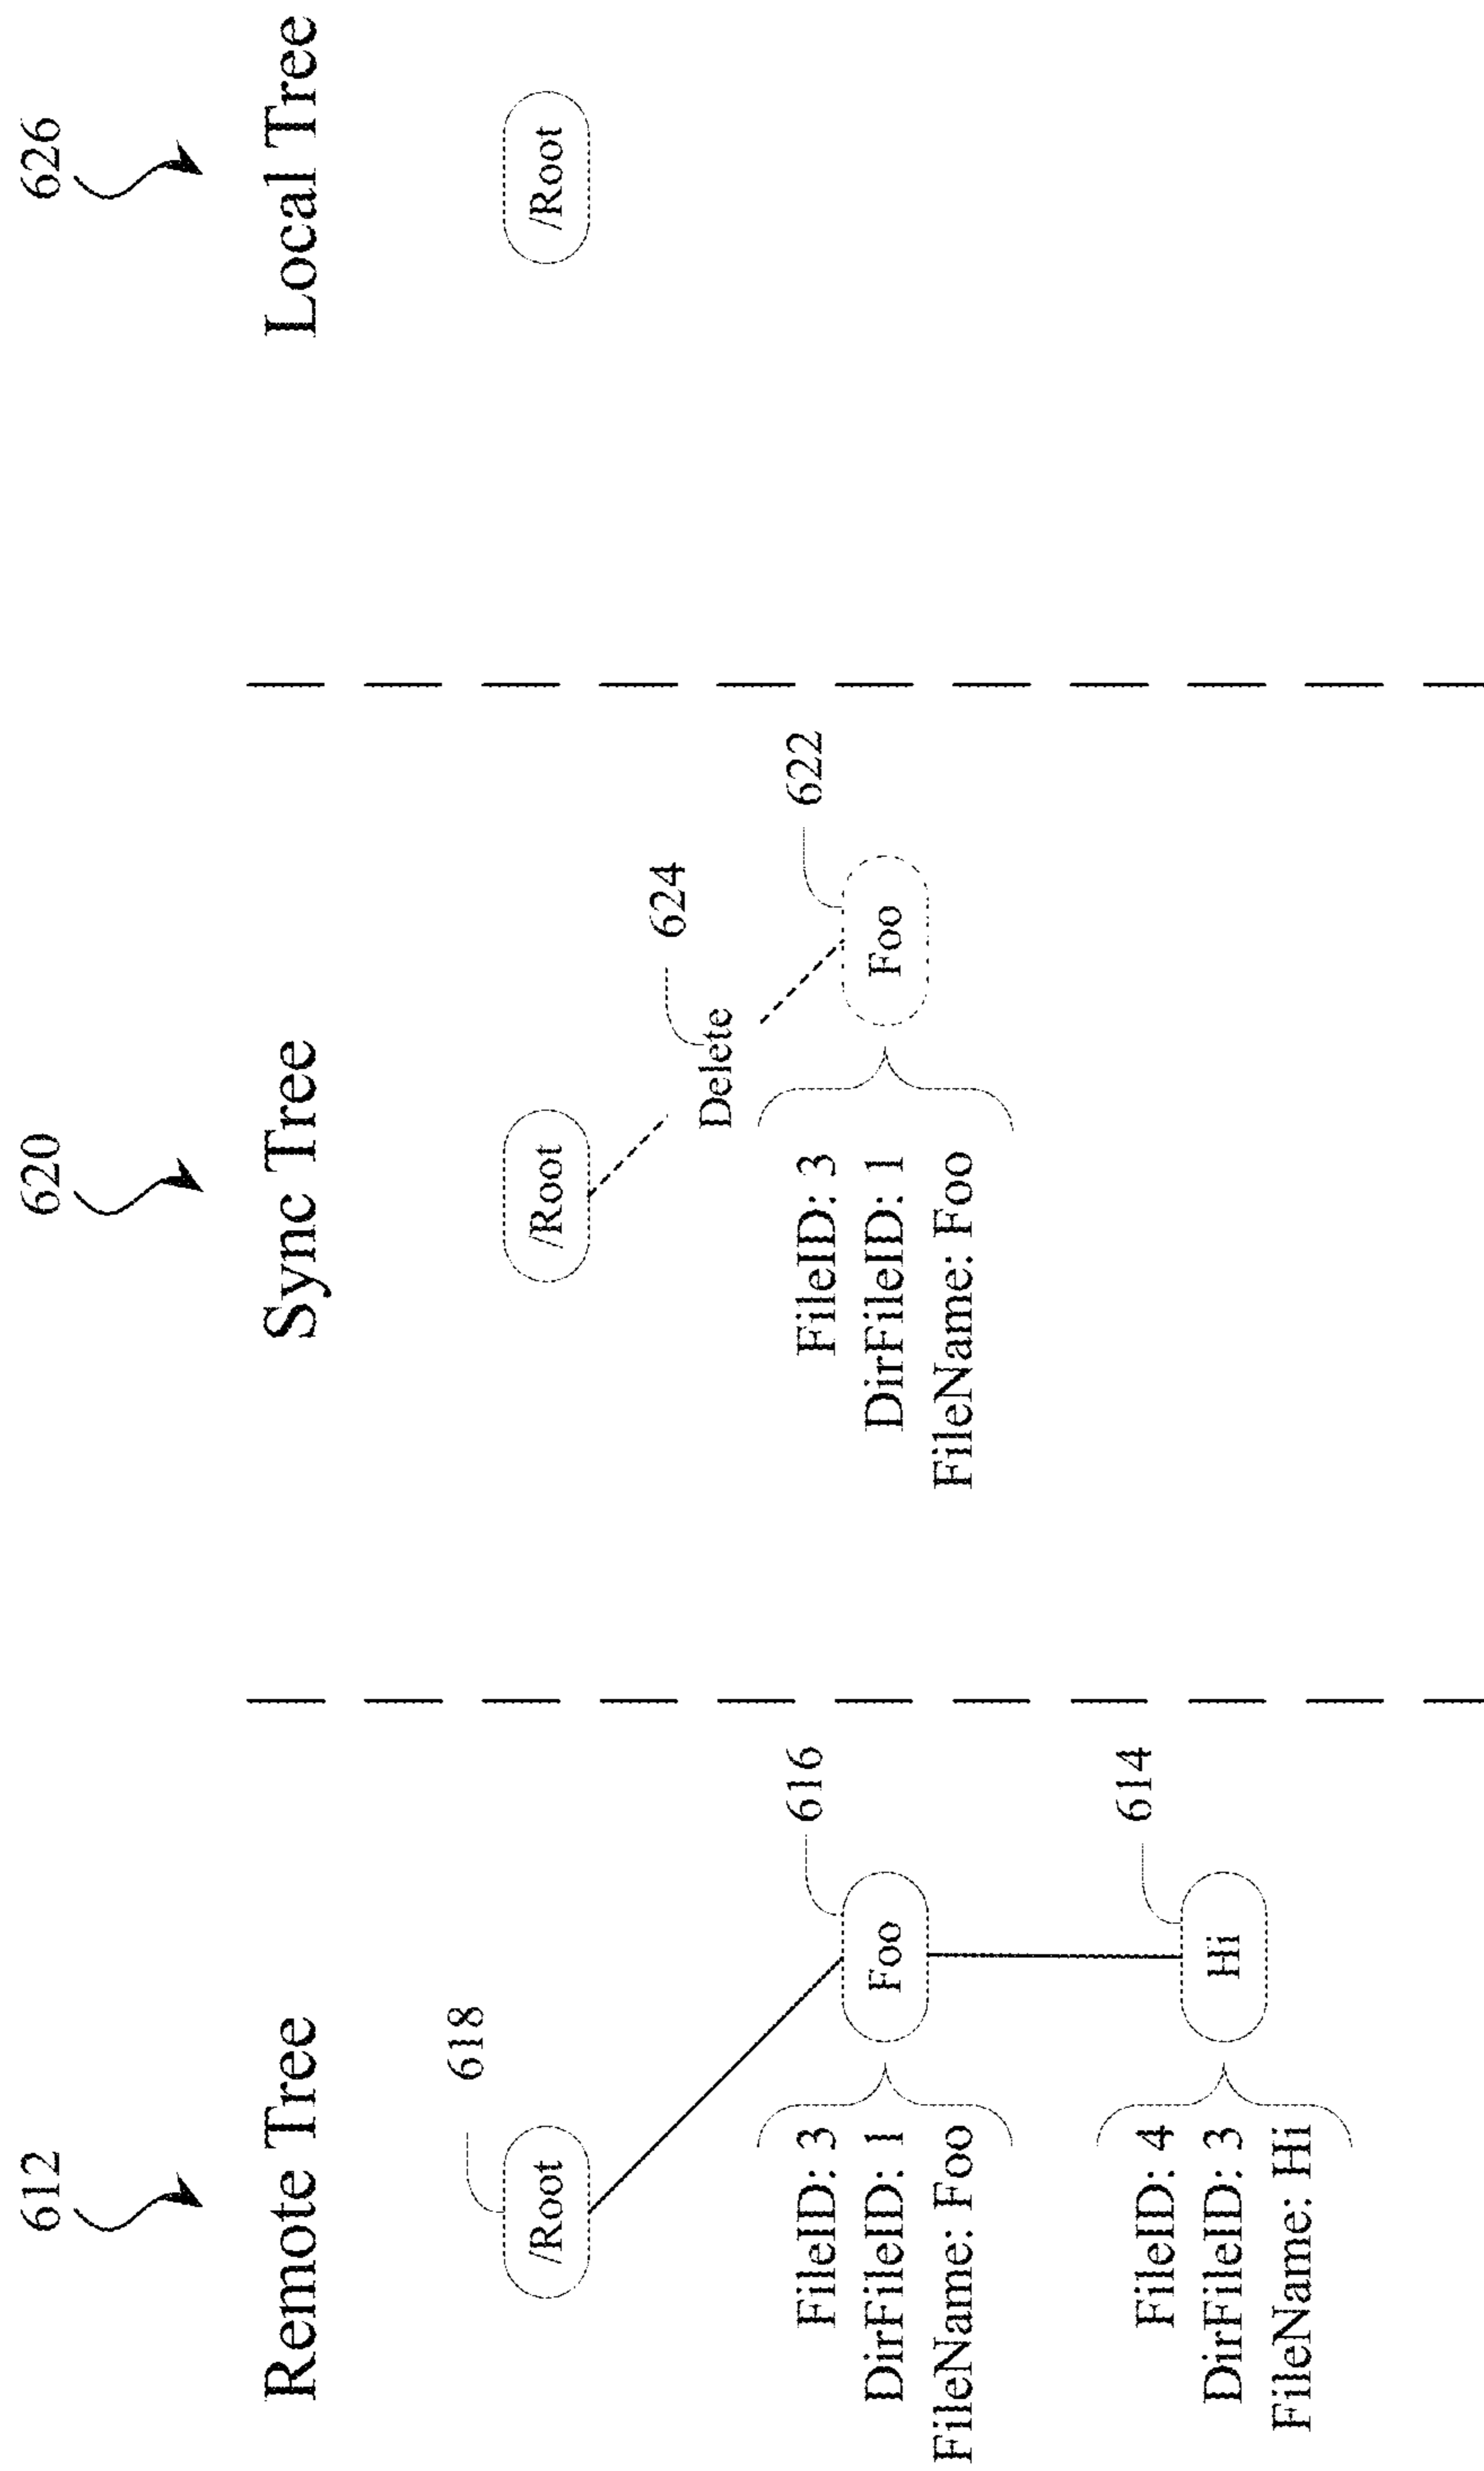 612
620
626
Remote Tree
Sync Tree
Local Tree
618
/Root
/Root
/Root
624
Delete
616
622
FileID: 3
DirFileID: 1
FileName: Foo
Foo
FileID: 3
DirFileID: 1
FileName: Foo
Foo
614
FileID: 4
DirFileID: 3
FileName: Hi
Hi